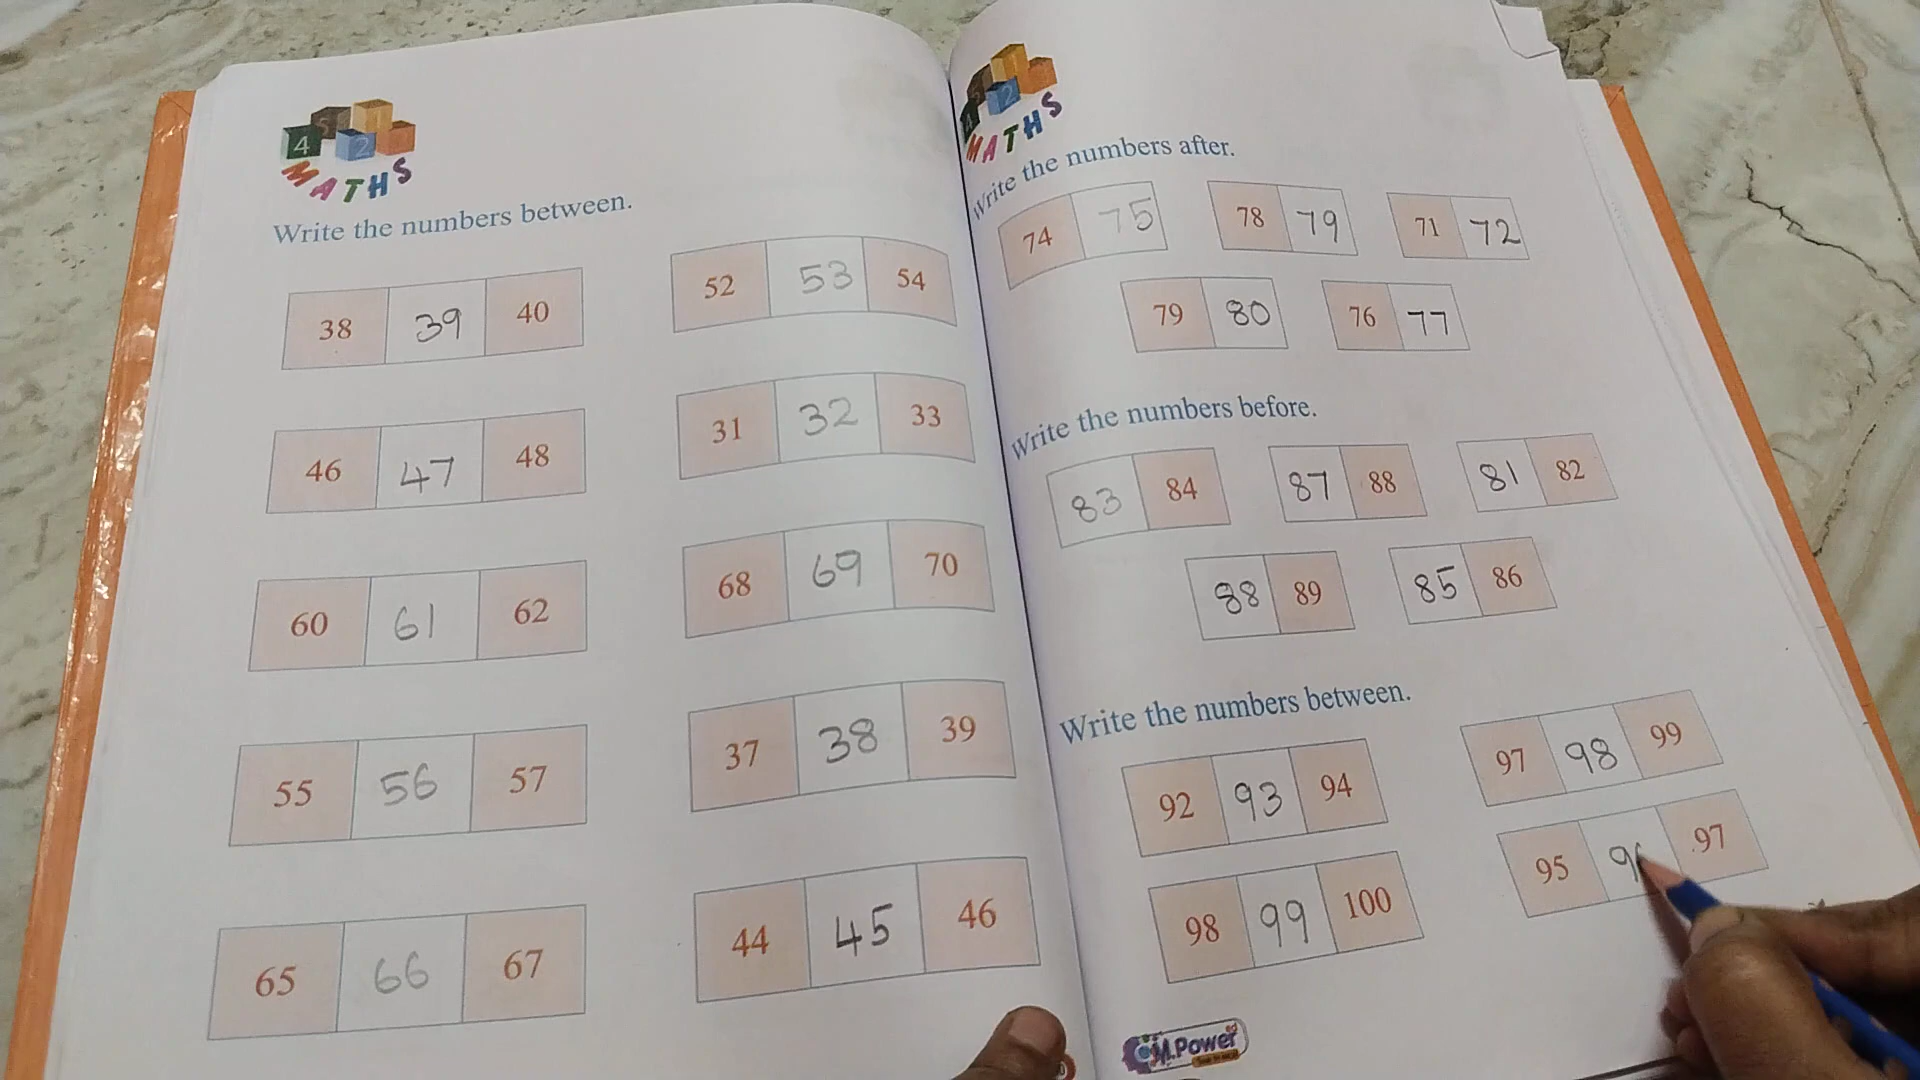 4 5 1 2
MATHS
Write the numbers between.
38 39 40
52 53 54
46 47 48
31 32 33
60 61 62
68 69 70
55 56 57
37 38 39
65 66 67
44 45 46
MATHS
Write the numbers after.
74 75
78 79
71 72
79 80
76 77
Write the numbers before.
83 84
87 88
81 82
88 89
85 86
Write the numbers between.
92 93 94
97 98 99
98 99 100
95 9 97
M.Power